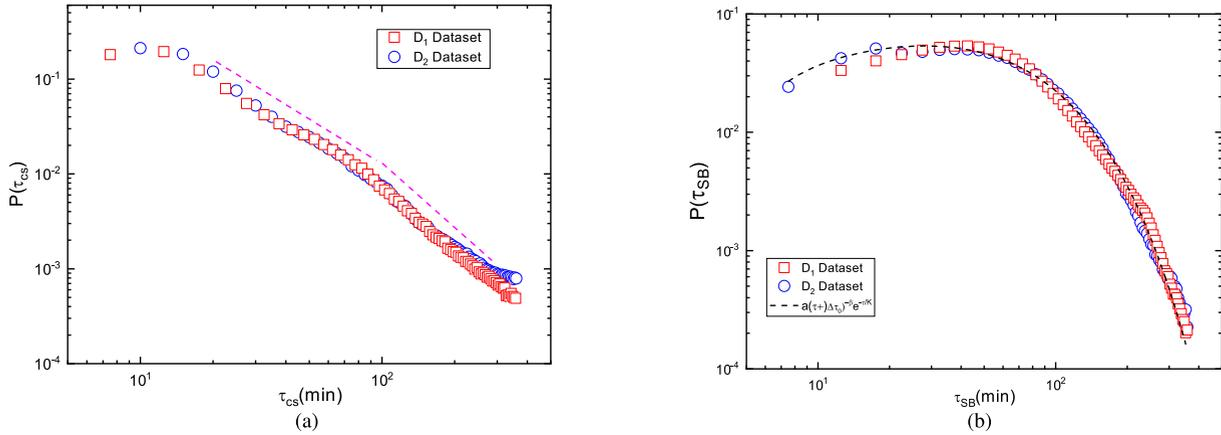 10⁻¹
10⁻²
10⁻³
10⁻⁴
P(τcs)
D₁ Dataset
D₂ Dataset
10¹
10²
τcs(min)
(a)
10⁻¹
10⁻²
10⁻³
10⁻⁴
P(τSB)
D₁ Dataset
D₂ Dataset
a(τ+)Δτ₀)⁻ᵝe⁻τ/K
10¹
10²
τSB(min)
(b)